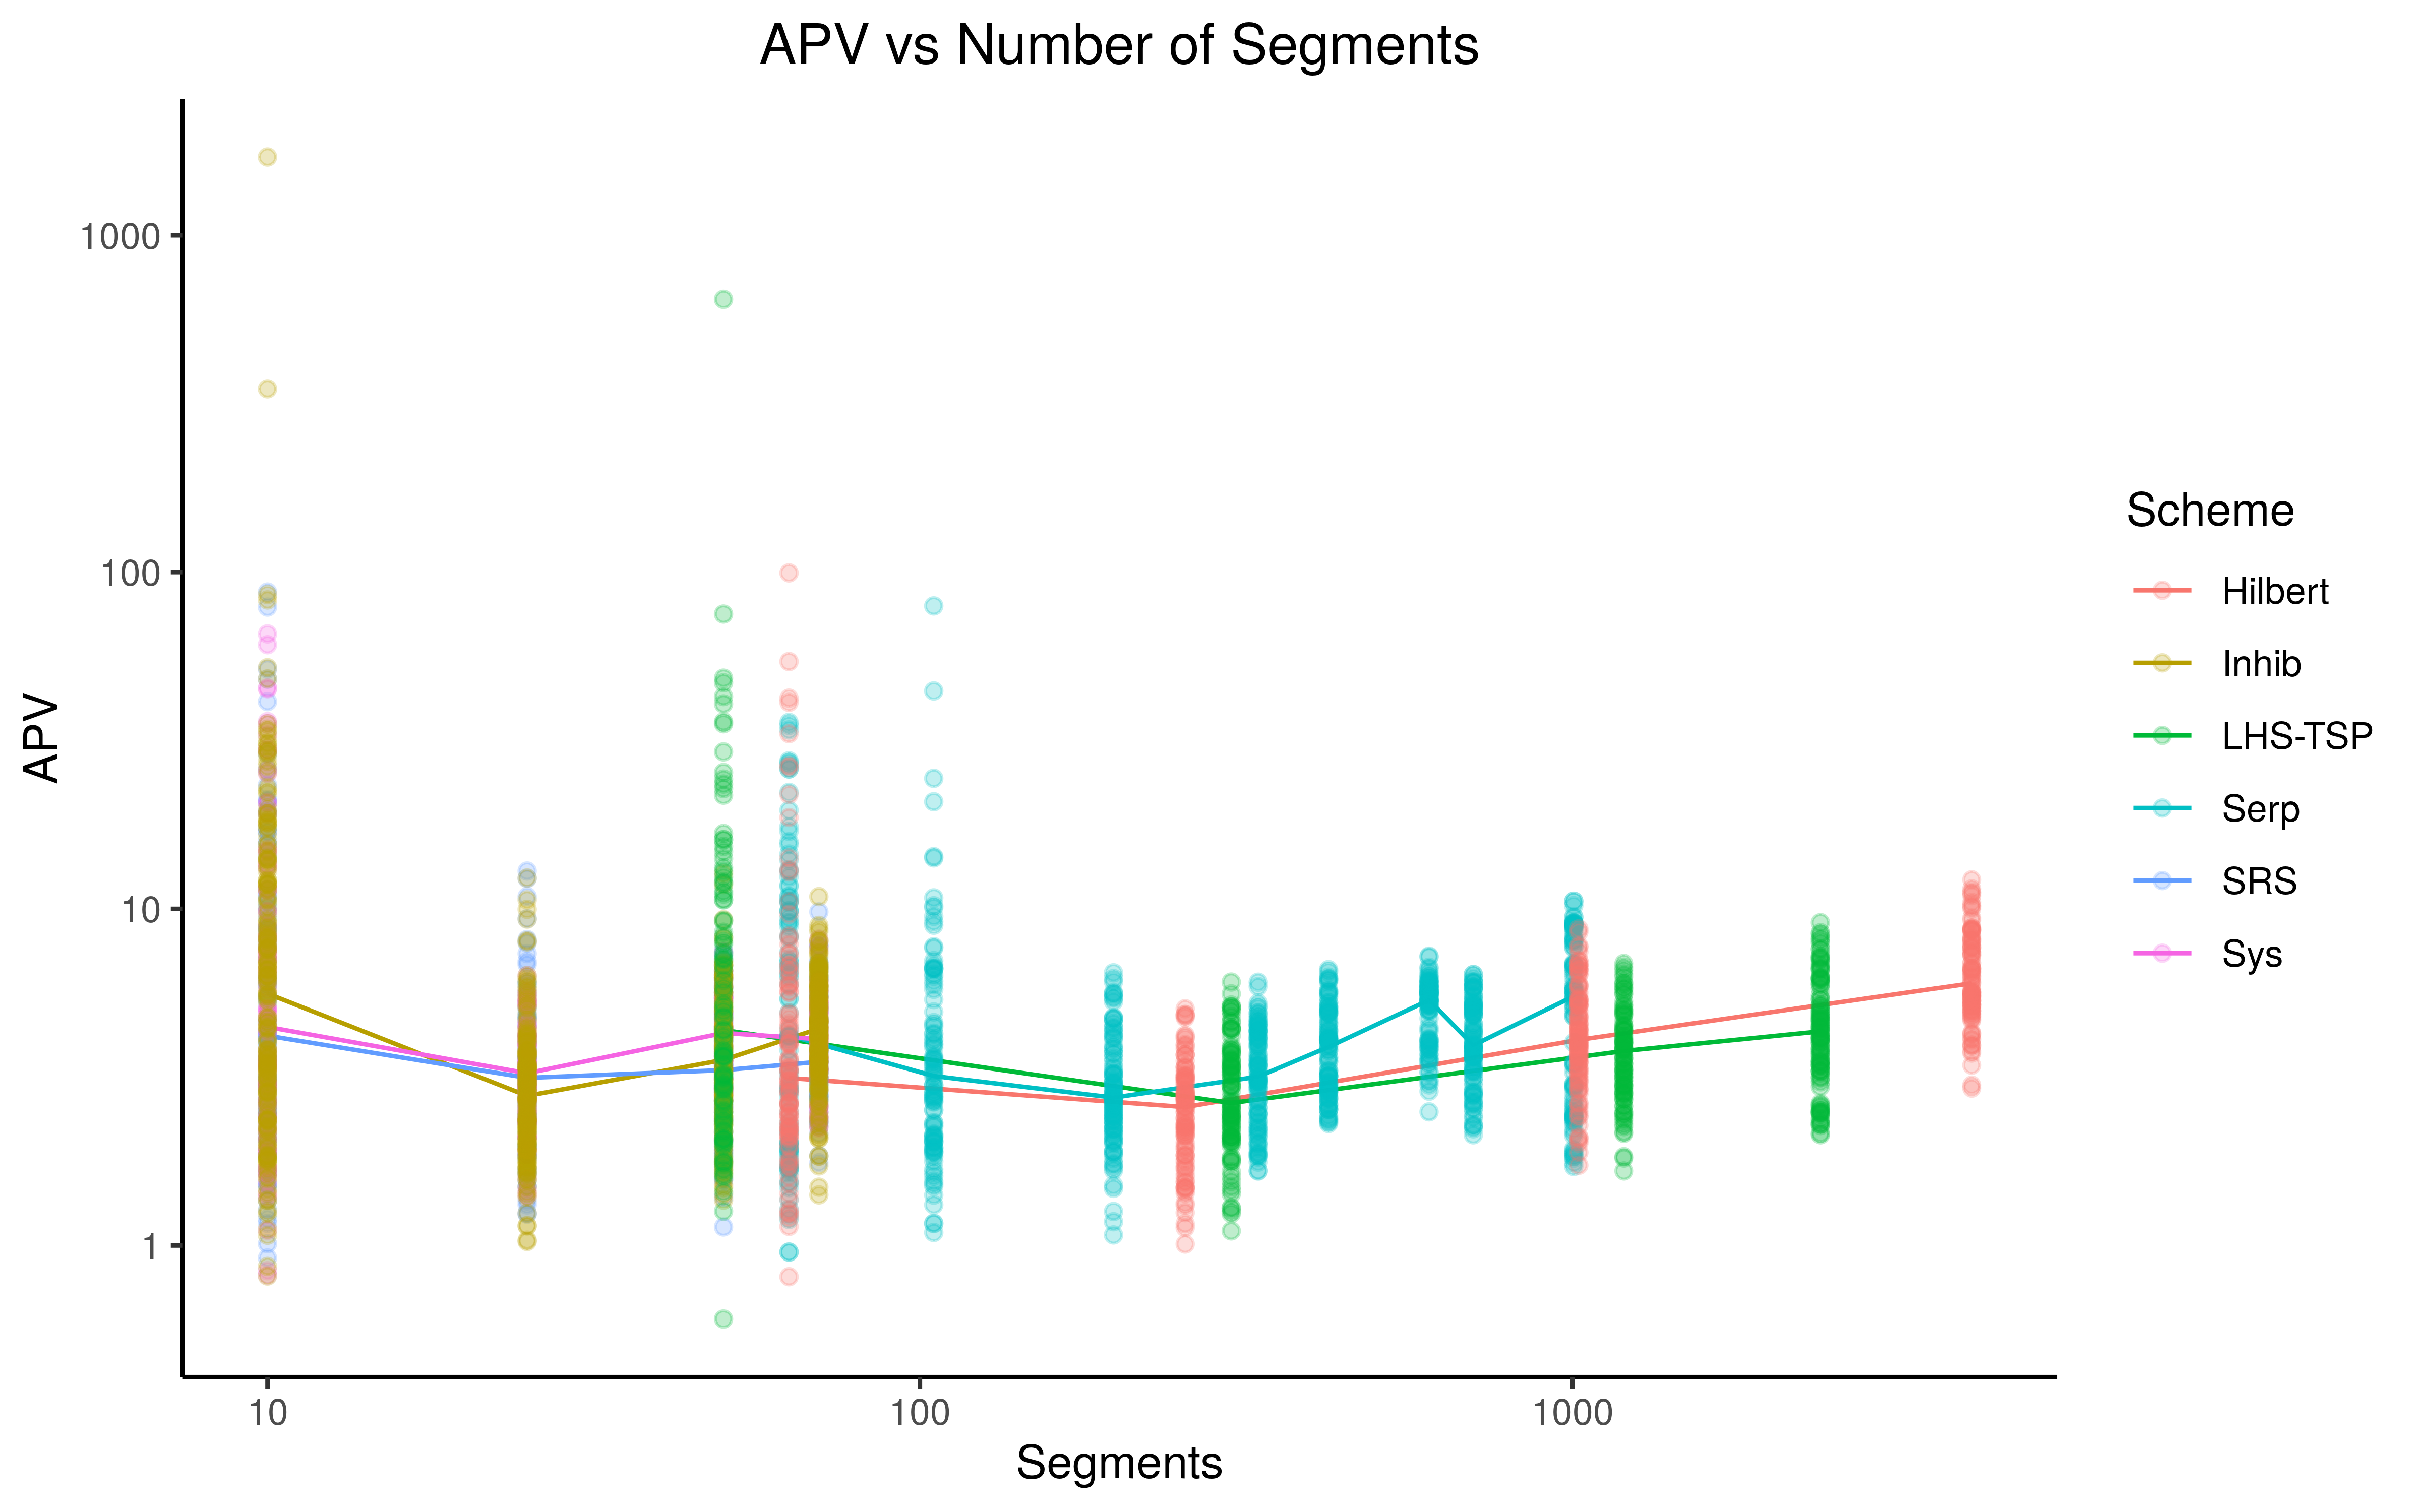 APV vs Number of Segments
APV
1000
100
10
1
10
100
1000
Segments
Scheme
Hilbert
Inhib
LHS-TSP
Serp
SRS
Sys